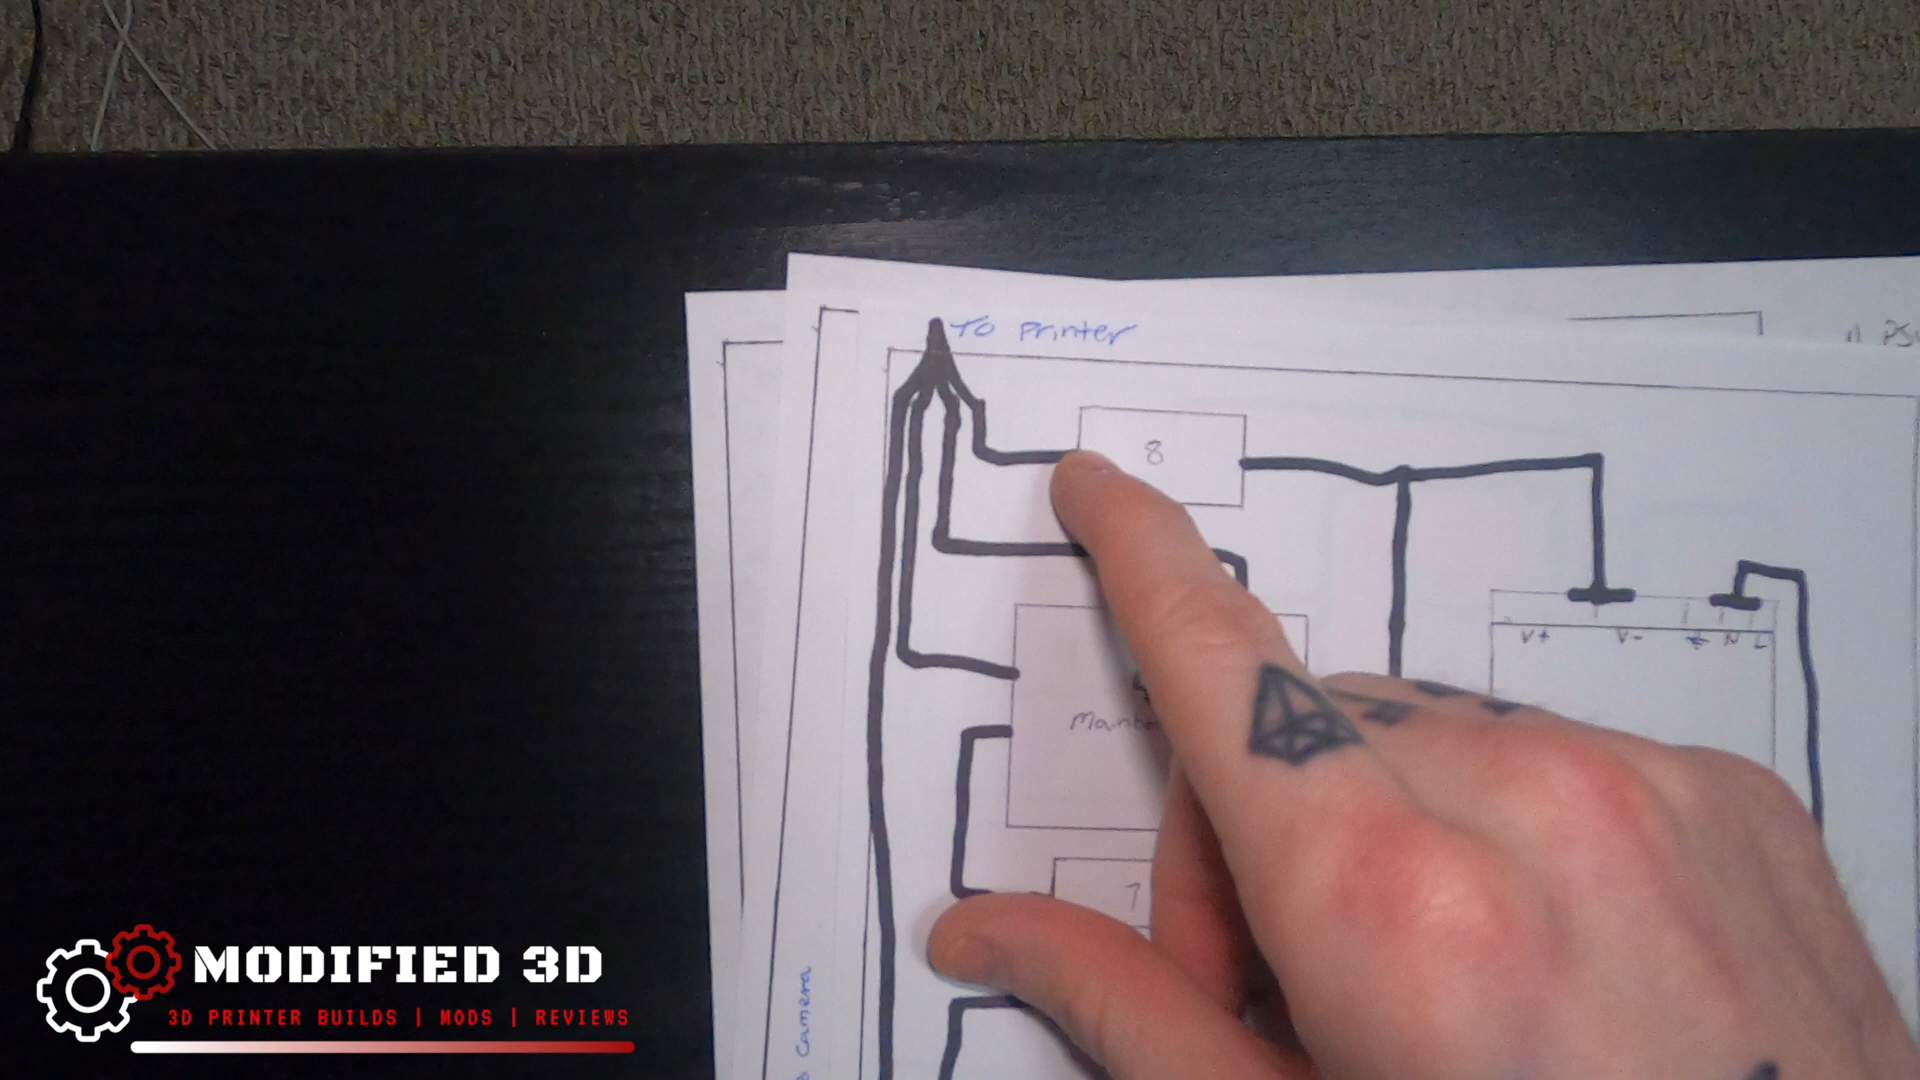 To Printer
8
V+ V- N L
7
Camera
MODIFIED 3D
3D PRINTER BUILDS | MODS | REVIEWS